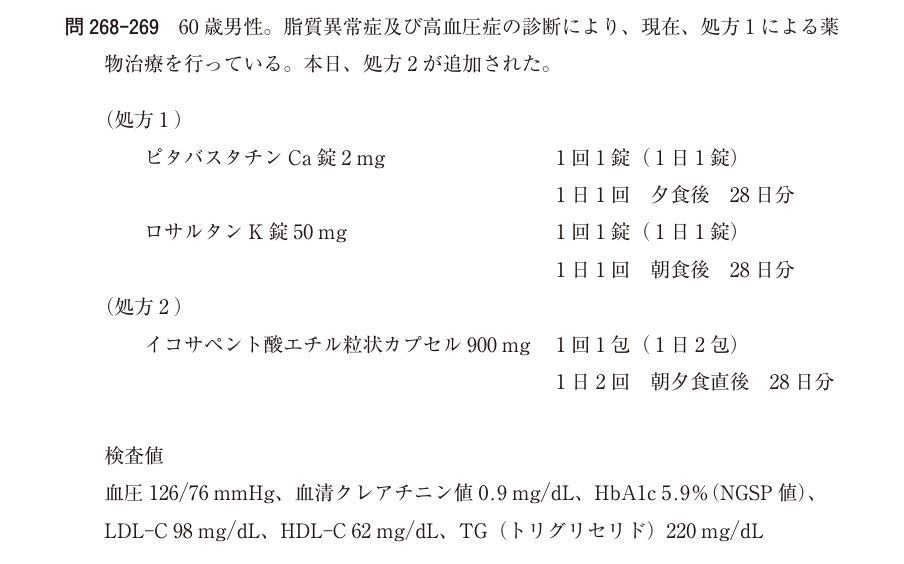 問 268-269 60 歳男性。脂質異常症及び高血圧症の診断により、現在、処方１による薬
物治療を行っている。本日、処方２が追加された。
（処方１）
ピタバスタチン Ca 錠 2 mg　１回１錠（１日１錠）
１日１回　夕食後　28 日分
ロサルタン K 錠 50 mg　１回１錠（１日１錠）
１日１回　朝食後　28 日分
（処方２）
イコサペント酸エチル粒状カプセル 900 mg　１回１包（１日２包）
１日２回　朝夕食直後　28 日分
検査値
血圧 126/76 mmHg、血清クレアチニン値 0.9 mg/dL、HbA1c 5.9%（NGSP 値）、
LDL-C 98 mg/dL、HDL-C 62 mg/dL、TG（トリグリセリド）220 mg/dL